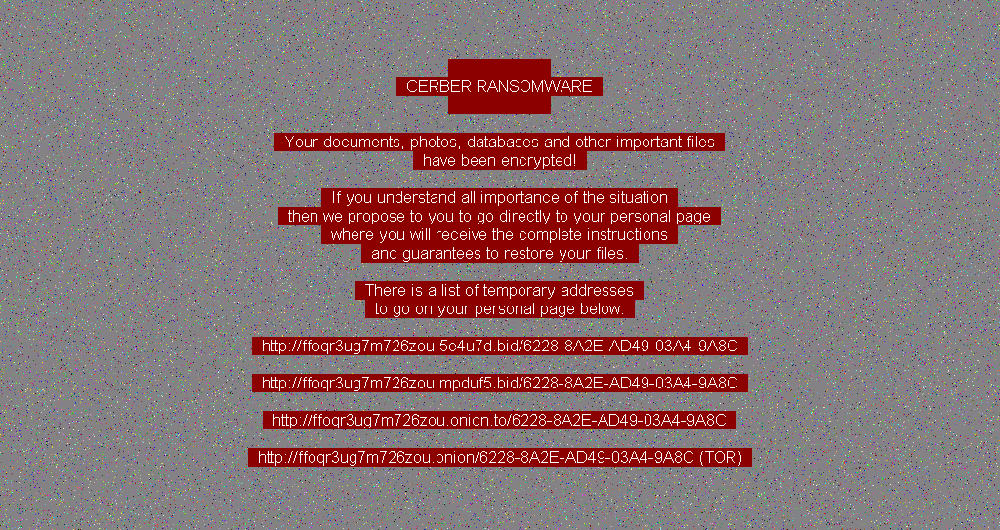 CERBER RANSOMWARE
Your documents, photos, databases and other important files
have been encrypted!
If you understand all importance of the situation
then we propose to you to go directly to your personal page
where you will receive the complete instructions
and guarantees to restore your files.
There is a list of temporary addresses
to go on your personal page below:
http://ffoqr3ug7m726zou.5e4u7d.bid/6228-8A2E-AD49-03A4-9A8C
http://ffoqr3ug7m726zou.mpduf5.bid/6228-8A2E-AD49-03A4-9A8C
http://ffoqr3ug7m726zou.onion.to/6228-8A2E-AD49-03A4-9A8C
http://ffoqr3ug7m726zou.onion/6228-8A2E-AD49-03A4-9A8C (TOR)